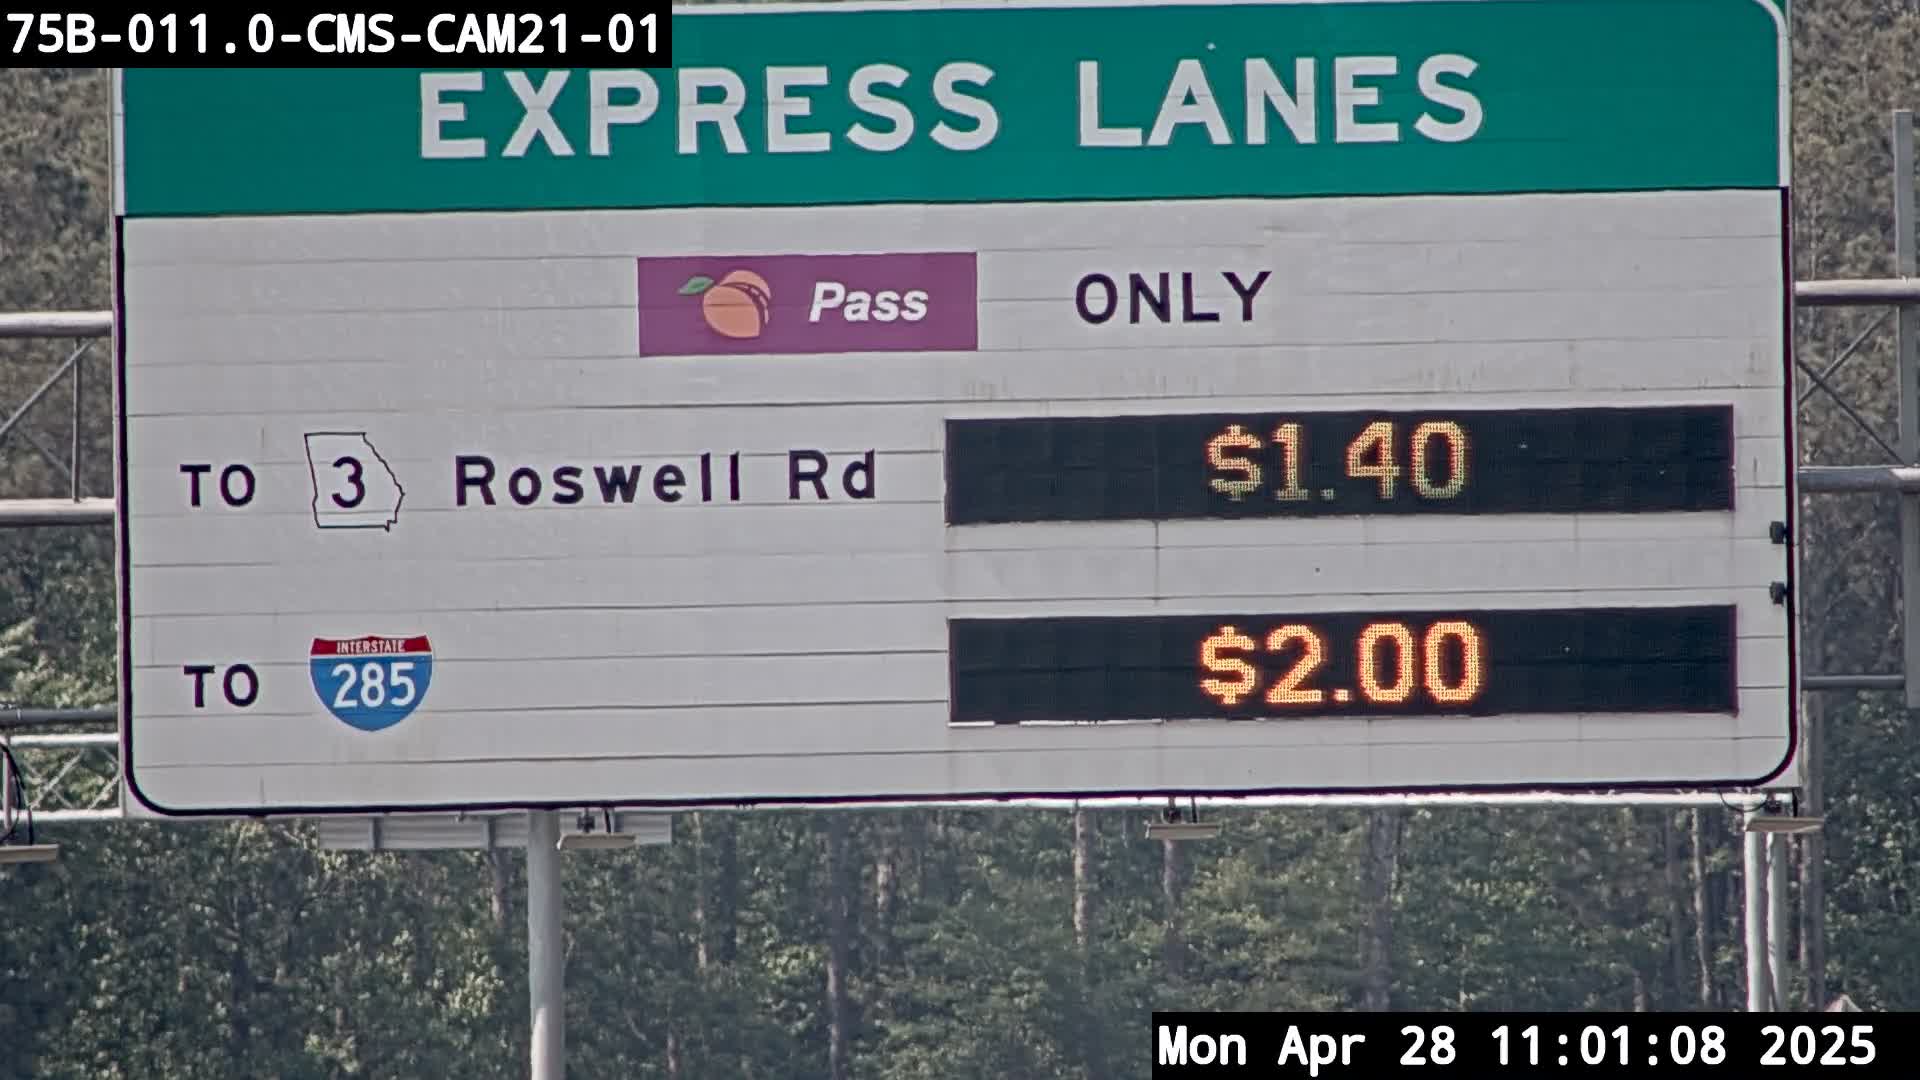 75B-011.0-CMS-CAM21-01
EXPRESS LANES
Pass ONLY
TO 3 Roswell Rd $1.40
INTERSTATE
TO 285 $2.00
Mon Apr 28 11:01:08 2025